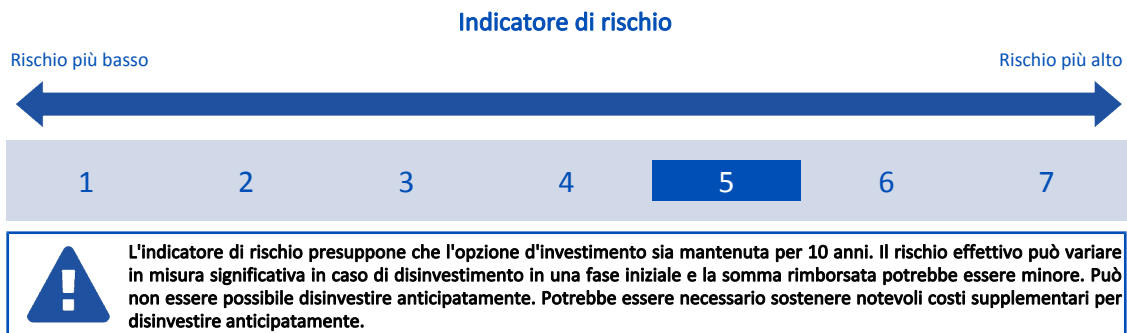 Indicatore di rischio
Rischio più basso
Rischio più alto
1 2 3 4 5 6 7
L'indicatore di rischio presuppone che l'opzione d'investimento sia mantenuta per 10 anni. Il rischio effettivo può variare
in misura significativa in caso di disinvestimento in una fase iniziale e la somma rimborsata potrebbe essere minore. Può
non essere possibile disinvestire anticipatamente. Potrebbe essere necessario sostenere notevoli costi supplementari per
disinvestire anticipatamente.